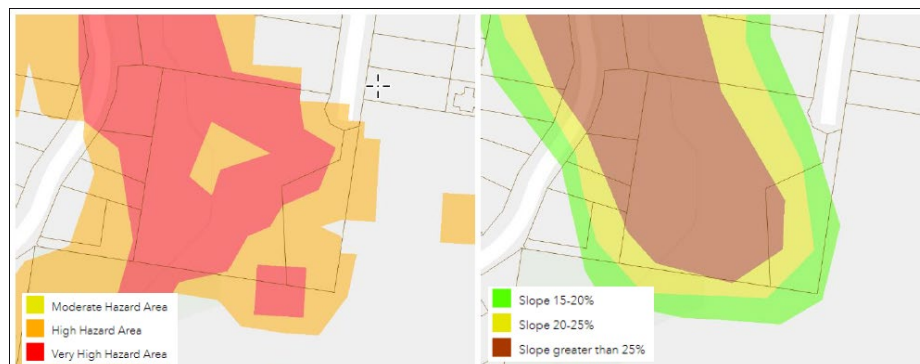 Moderate Hazard Area
High Hazard Area
Very High Hazard Area
Slope 15-20%
Slope 20-25%
Slope greater than 25%